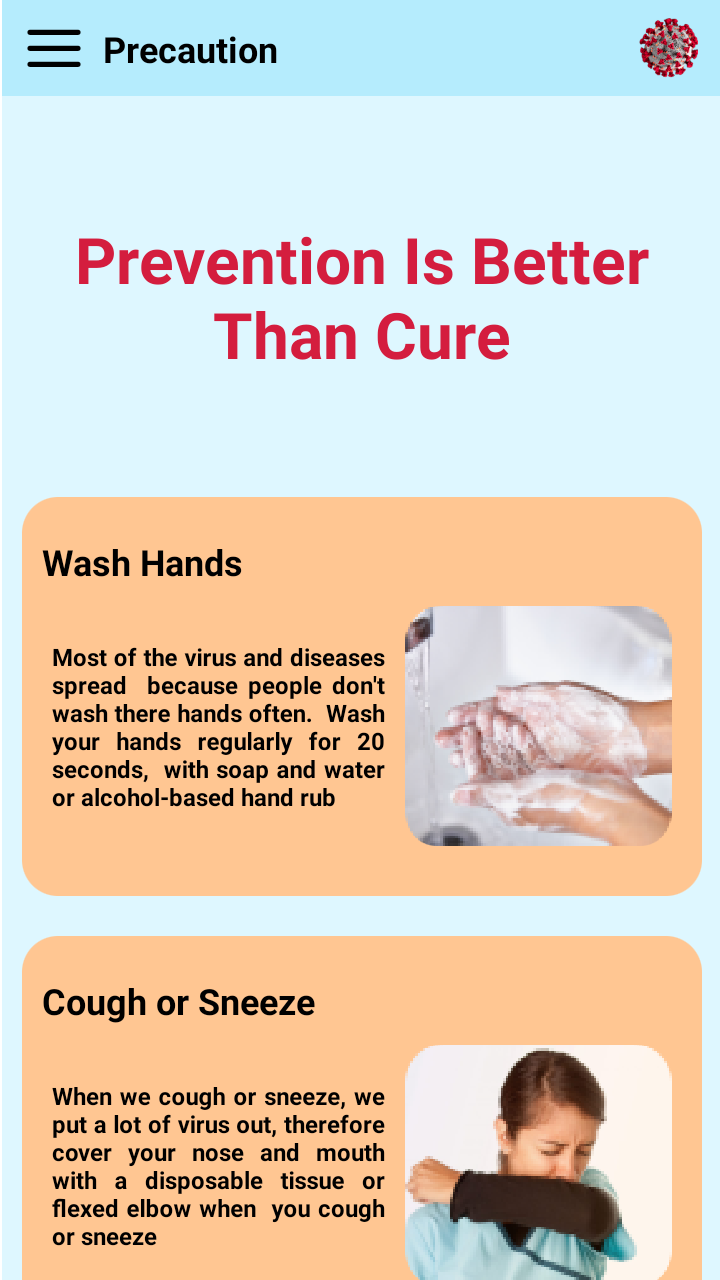 Precaution
Prevention Is Better
Than Cure
Wash Hands
Most of the virus and diseases
spread because people don't
wash there hands often. Wash
your hands regularly for 20
seconds, with soap and water
or alcohol-based hand rub
Cough or Sneeze
When we cough or sneeze, we
put a lot of virus out, therefore
cover your nose and mouth
with a disposable tissue or
flexed elbow when you cough
or sneeze